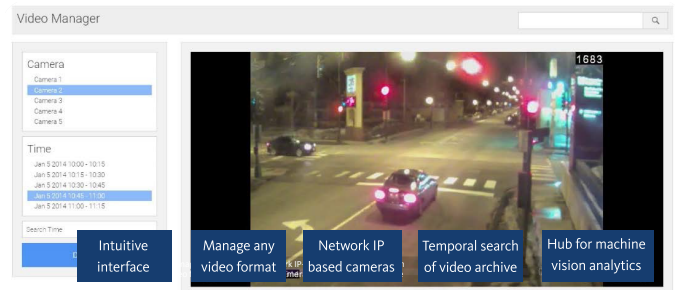 Video Manager
Camera
Camera 1
Camera 2
Camera 3
Camera 4
Camera 5
Time
Jan 5 2014 10:00 - 10:15
Jan 5 2014 10:15 - 10:30
Jan 5 2014 10:30 - 10:45
Jan 5 2014 10:45 - 11:00
Jan 5 2014 11:00 - 11:15
Search Time
1683
Intuitive
interface
Manage any
video format
Network IP
based cameras
Temporal search
of video archive
Hub for machine
vision analytics